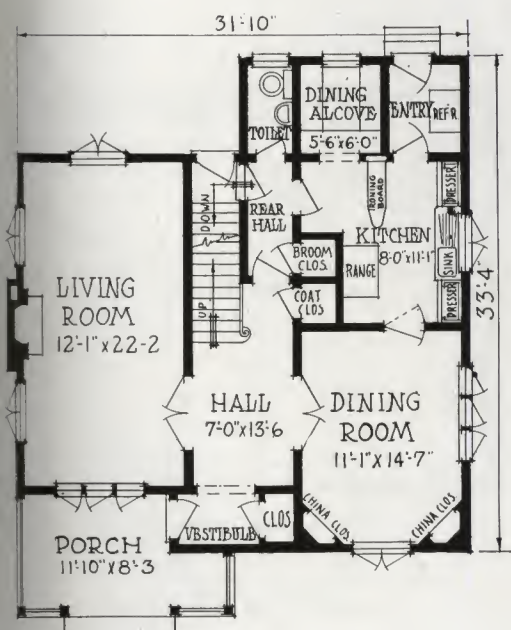 31'-10"
DINING
ALCOVE
5'-6"x6'-0"
TOILET
ENTRY
REF'R.
DOWN
REAR
HALL
IRONING
BOARD
DRESSER
KITCHEN
8'-0"x11'-1"
SINK
DRESSER
BROOM
CLOS.
RANGE
COAT
CLOS
UP
33'-4"
LIVING
ROOM
12'-1"x22'-2
HALL
7'-0"x13'-6
DINING
ROOM
11'-1"x14'-7"
CHINA CLOS.
CHINA CLOS.
VESTIBULE
CLOS
PORCH
11'-10"x8'-3